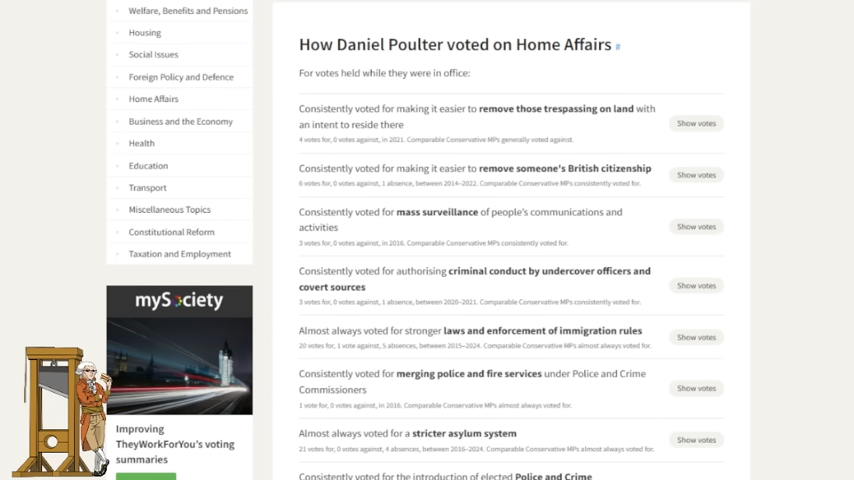 Welfare, Benefits and Pensions
Housing
Social Issues
Foreign Policy and Defence
Home Affairs
Business and the Economy
Health
Education
Transport
Miscellaneous Topics
Constitutional Reform
Taxation and Employment
mySociety
Improving
TheyWorkForYou's voting
summaries
How Daniel Poulter voted on Home Affairs #
For votes held while they were in office:
Consistently voted for making it easier to remove those trespassing on land with
an intent to reside there
4 votes for, 0 votes against, in 2021. Comparable Conservative MPs generally voted against.
Show votes
Consistently voted for making it easier to remove someone's British citizenship
6 votes for, 0 votes against, 1 absence, between 2014–2022. Comparable Conservative MPs consistently voted for.
Show votes
Consistently voted for mass surveillance of people's communications and
activities
3 votes for, 0 votes against, in 2016. Comparable Conservative MPs consistently voted for.
Show votes
Consistently voted for authorising criminal conduct by undercover officers and
covert sources
3 votes for, 0 votes against, 1 absence, between 2020–2021. Comparable Conservative MPs consistently voted for.
Show votes
Almost always voted for stronger laws and enforcement of immigration rules
20 votes for, 1 vote against, 5 absences, between 2015–2024. Comparable Conservative MPs almost always voted for.
Show votes
Consistently voted for merging police and fire services under Police and Crime
Commissioners
1 vote for, 0 votes against, in 2016. Comparable Conservative MPs almost always voted for.
Show votes
Almost always voted for a stricter asylum system
21 votes for, 0 votes against, 4 absences, between 2016–2024. Comparable Conservative MPs almost always voted for.
Show votes
Consistently voted for the introduction of elected Police and Crime